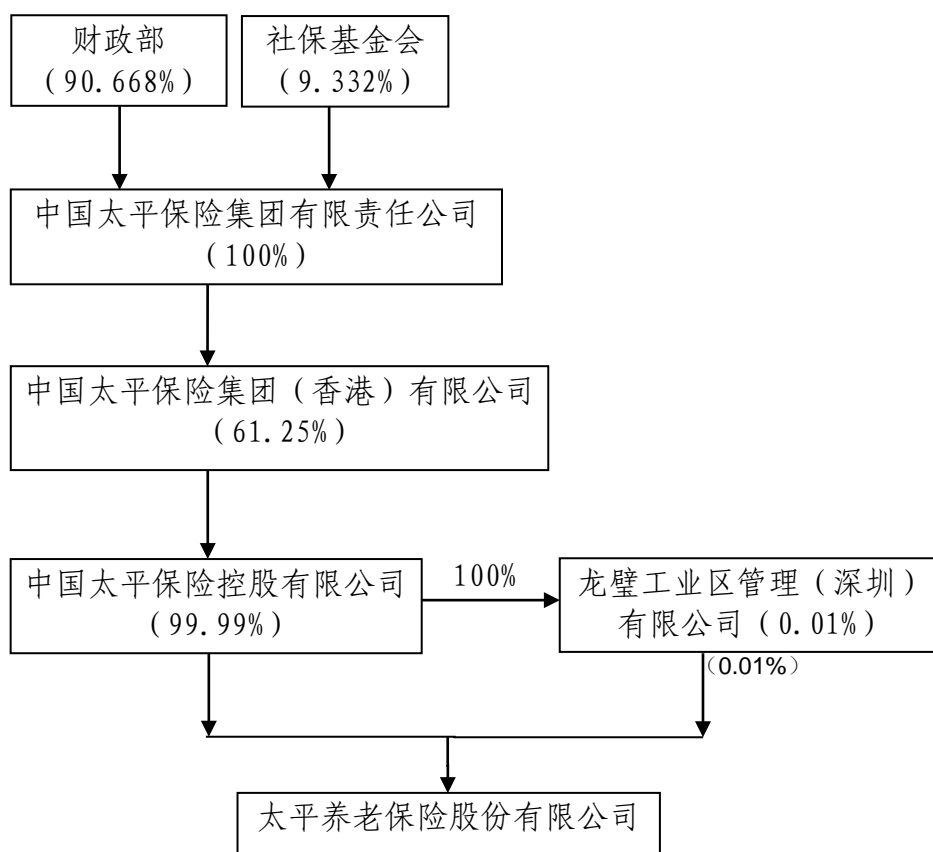 财政部
(90.668%)
社保基金会
(9.332%)
中国太平保险集团有限责任公司
(100%)
中国太平保险集团(香港)有限公司
(61.25%)
中国太平保险控股有限公司
(99.99%)
100%
龙璧工业区管理(深圳)
有限公司(0.01%)
(0.01%)
太平养老保险股份有限公司